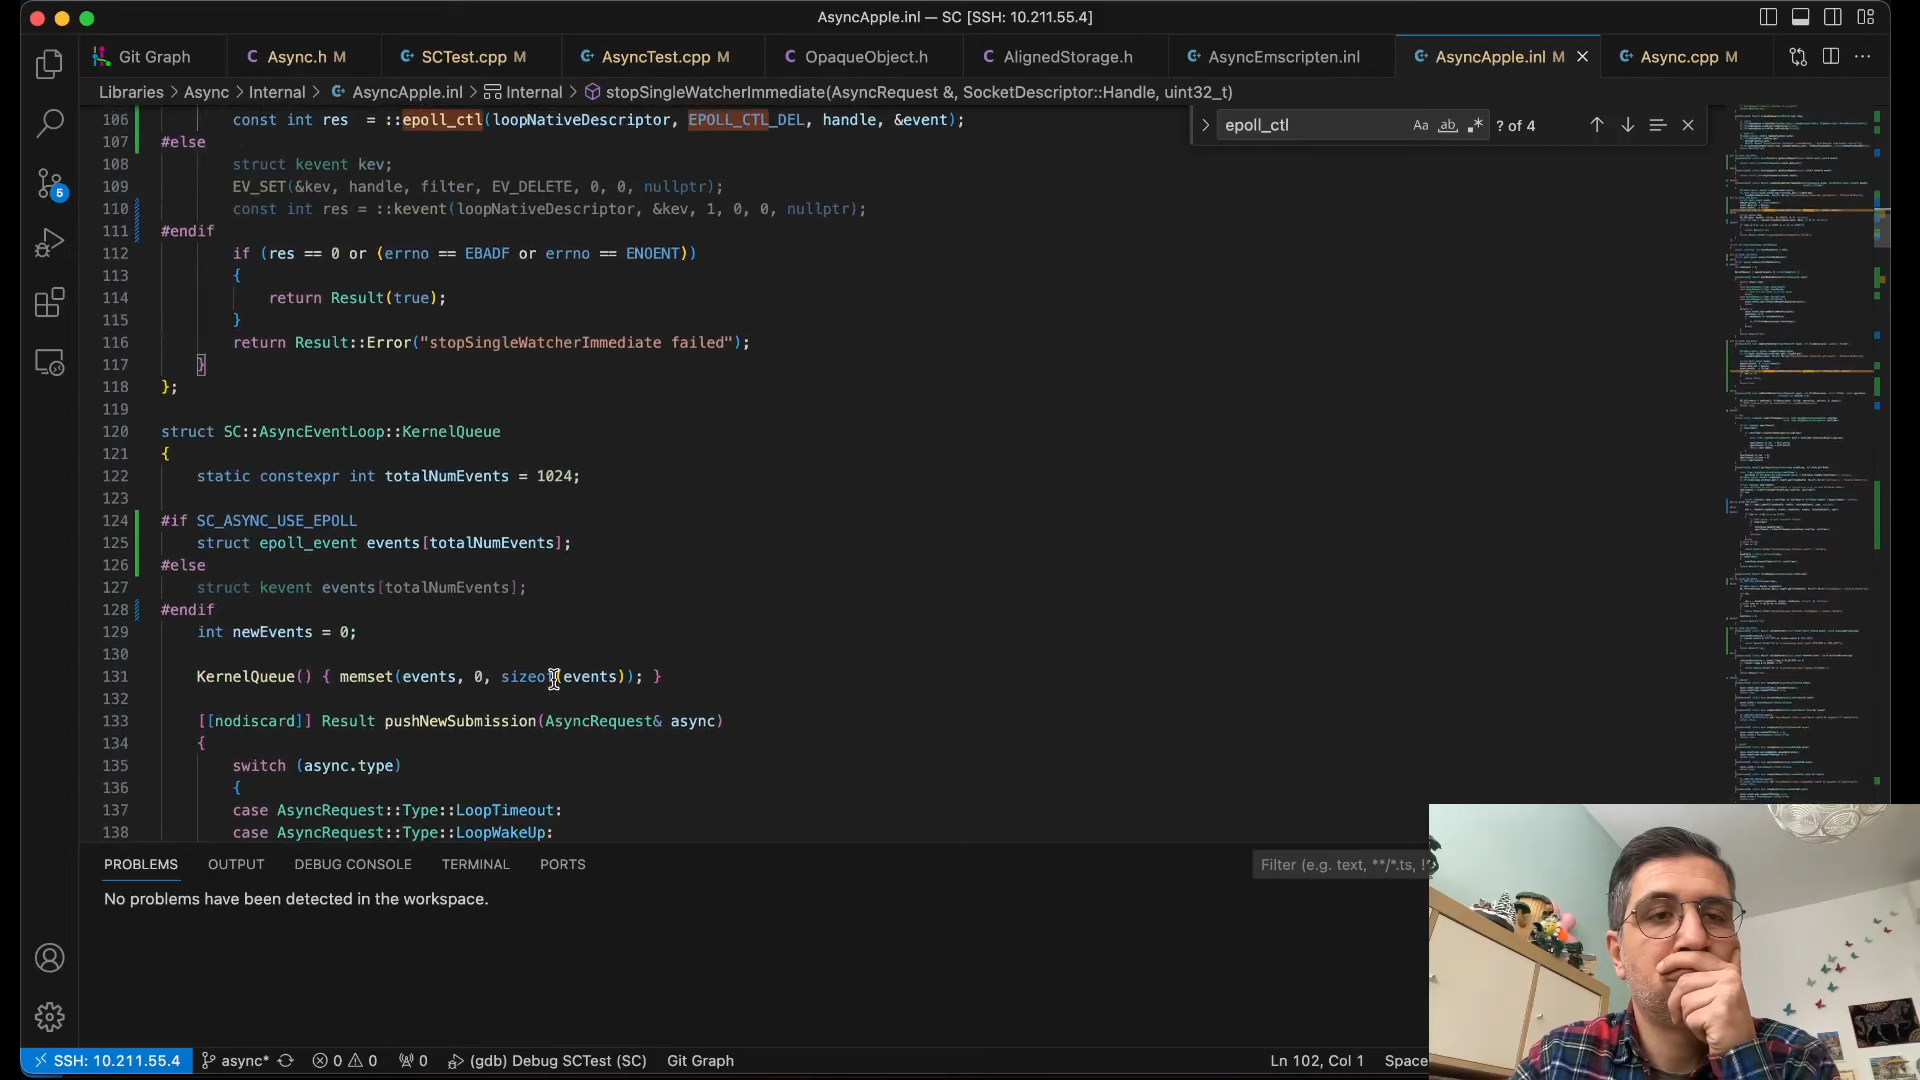 AsyncApple.inl — SC [SSH: 10.211.55.4]
Git Graph
Async.h M
SCTest.cpp M
AsyncTest.cpp M
OpaqueObject.h
AlignedStorage.h
AsyncEmscripten.inl
AsyncApple.inl M
Async.cpp M
Libraries > Async > Internal > AsyncApple.inl > Internal > stopSingleWatcherImmediate(AsyncRequest &, SocketDescriptor::Handle, uint32_t)
epoll_ctl Aa ab .* ? of 4
5
106 const int res = ::epoll_ctl(loopNativeDescriptor, EPOLL_CTL_DEL, handle, &event);
107 #else
108 struct kevent kev;
109 EV_SET(&kev, handle, filter, EV_DELETE, 0, 0, nullptr);
110 const int res = ::kevent(loopNativeDescriptor, &kev, 1, 0, 0, nullptr);
111 #endif
112 if (res == 0 or (errno == EBADF or errno == ENOENT))
113 {
114 return Result(true);
115 }
116 return Result::Error("stopSingleWatcherImmediate failed");
117 }
118 };
119
120 struct SC::AsyncEventLoop::KernelQueue
121 {
122 static constexpr int totalNumEvents = 1024;
123
124 #if SC_ASYNC_USE_EPOLL
125 struct epoll_event events[totalNumEvents];
126 #else
127 struct kevent events[totalNumEvents];
128 #endif
129 int newEvents = 0;
130
131 KernelQueue() { memset(events, 0, sizeof(events)); }
132
133 [[nodiscard]] Result pushNewSubmission(AsyncRequest& async)
134 {
135 switch (async.type)
136 {
137 case AsyncRequest::Type::LoopTimeout:
138 case AsyncRequest::Type::LoopWakeUp:
PROBLEMS OUTPUT DEBUG CONSOLE TERMINAL PORTS
Filter (e.g. text, **/*.ts, !*
No problems have been detected in the workspace.
SSH: 10.211.55.4 async* 0 0 0 (gdb) Debug SCTest (SC) Git Graph Ln 102, Col 1 Space